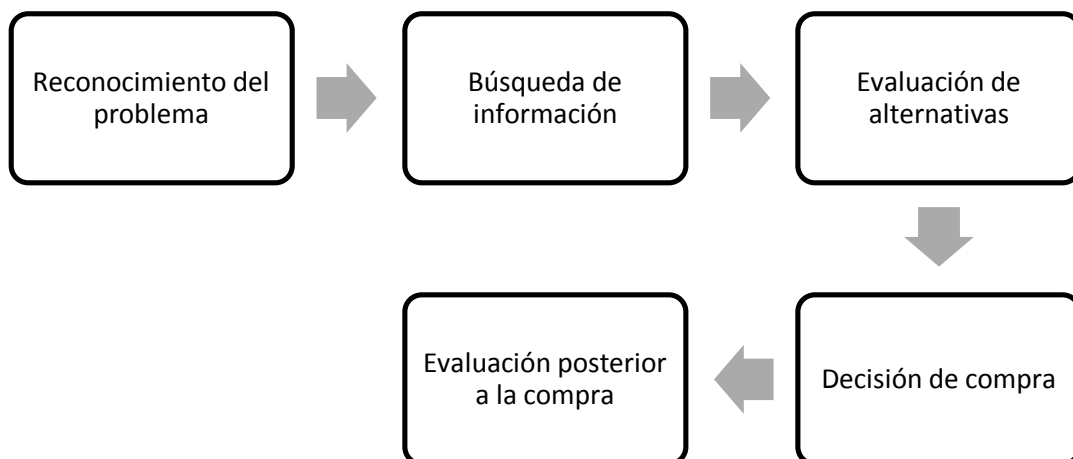 Reconocimiento del
problema
Búsqueda de
información
Evaluación de
alternativas
Decisión de compra
Evaluación posterior
a la compra